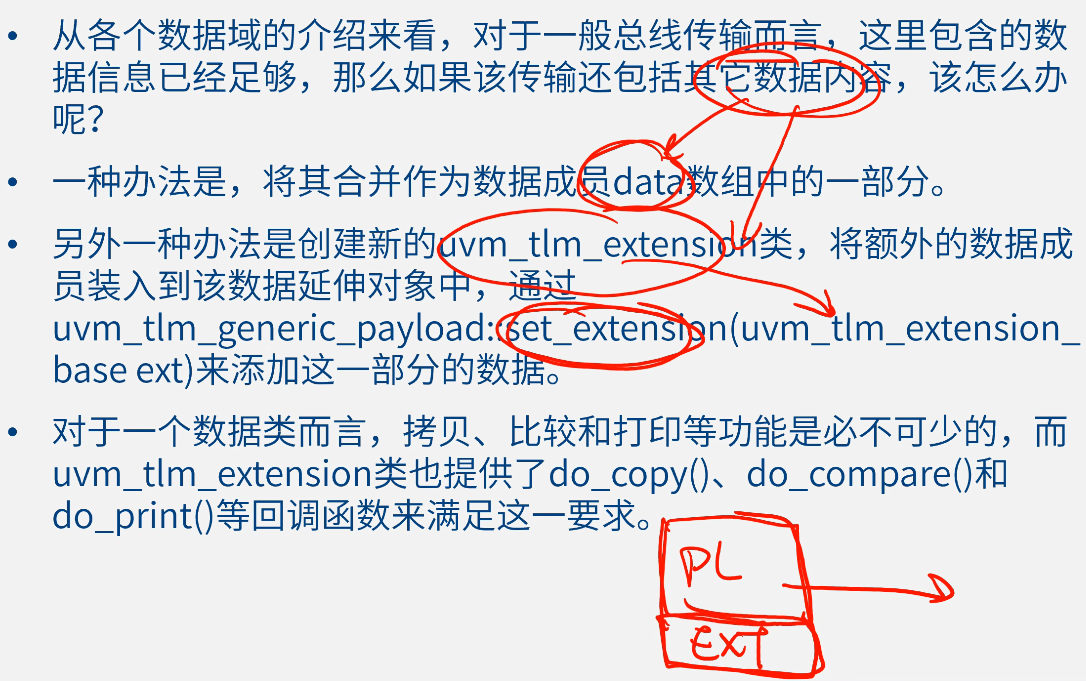 • 从各个数据域的介绍来看，对于一般总线传输而言，这里包含的数
据信息已经足够，那么如果该传输还包括其它数据内容，该怎么办
呢？
• 一种办法是，将其合并作为数据成员data数组中的一部分。
• 另外一种办法是创建新的uvm_tlm_extension类，将额外的数据成
员装入到该数据延伸对象中，通过
uvm_tlm_generic_payload::set_extension(uvm_tlm_extension_
base ext)来添加这一部分的数据。
• 对于一个数据类而言，拷贝、比较和打印等功能是必不可少的，而
uvm_tlm_extension类也提供了do_copy()、do_compare()和
do_print()等回调函数来满足这一要求。
PL
EXT